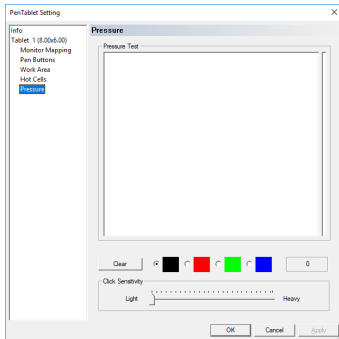 PenTablet Setting
Info
Tablet 1 (8.00x6.00)
Monitor Mapping
Pen Buttons
Work Area
Hot Cells
Pressure
Pressure
Pressure Test
Clear
0
Click Sensitivity
Light
Heavy
OK
Cancel
Apply